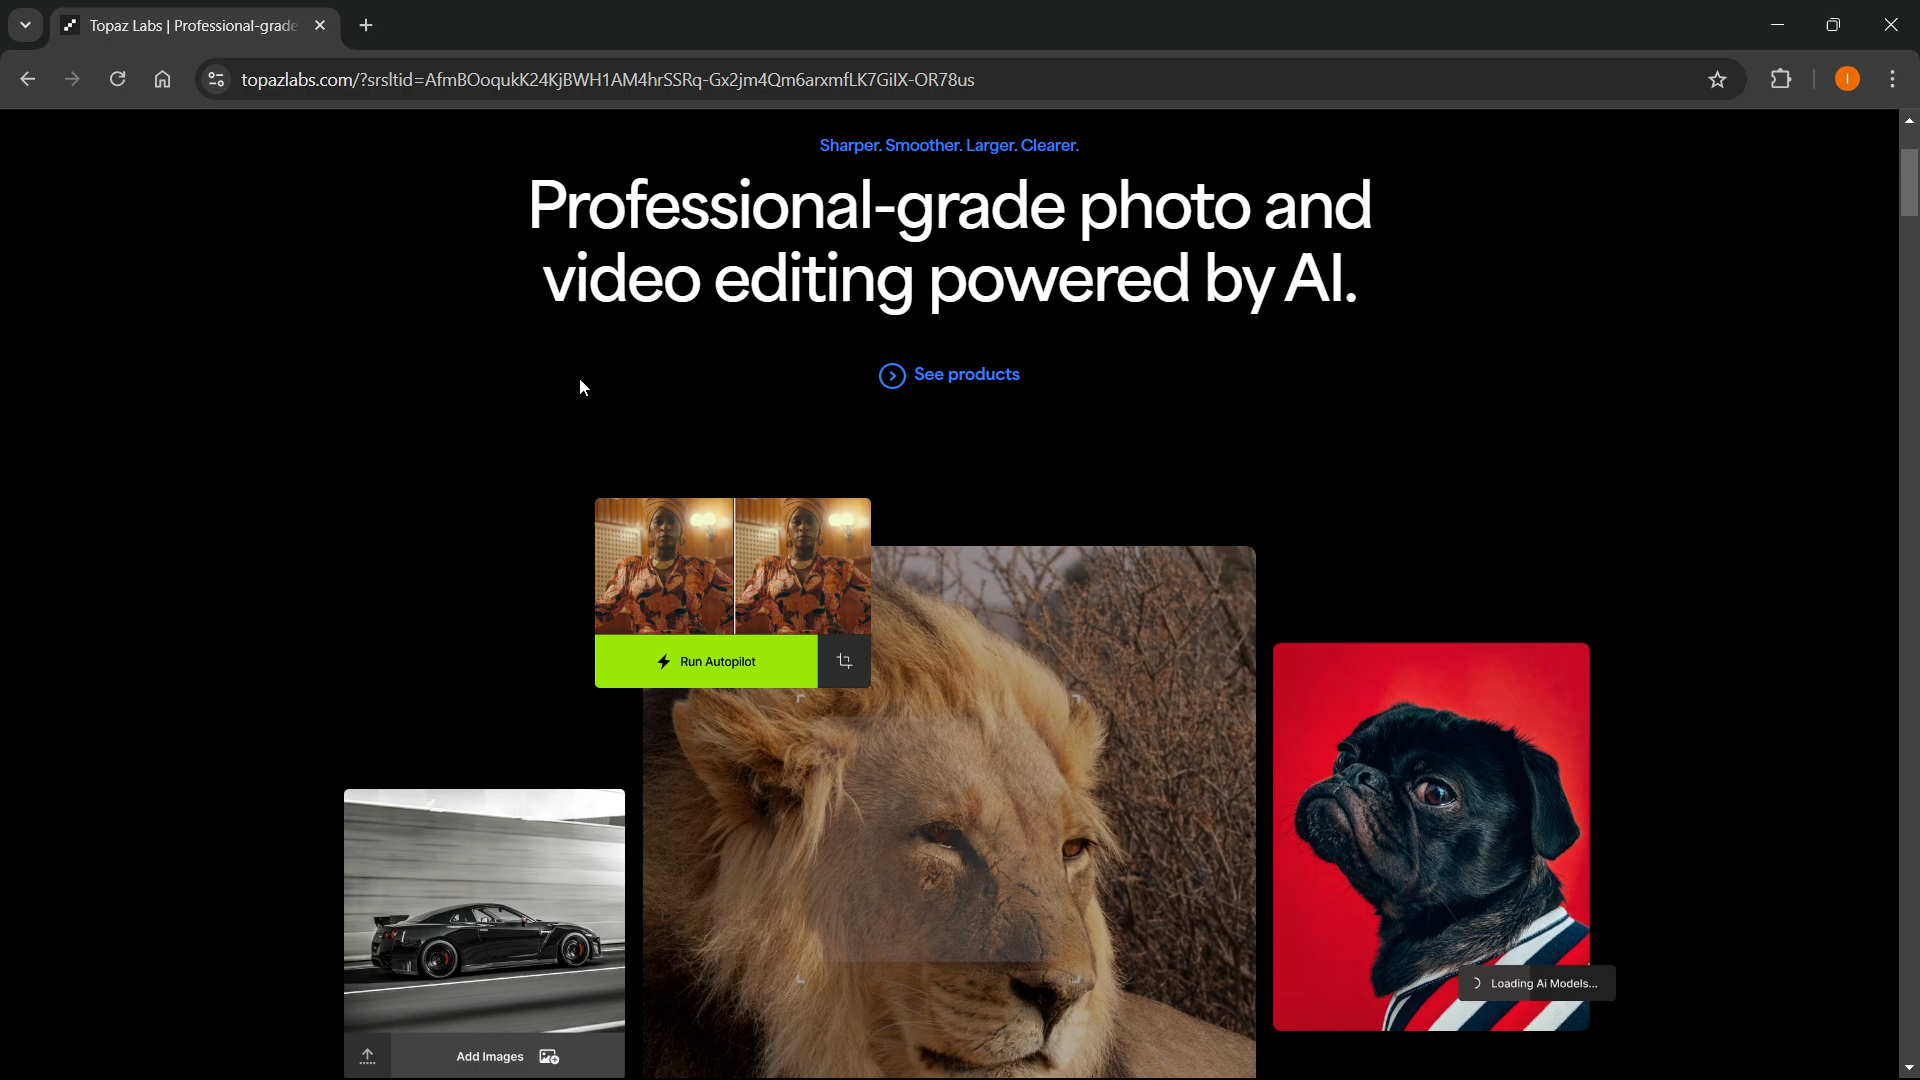 Topaz Labs | Professional-grade
topazlabs.com/?srsltid=AfmBOoqukK24KjBWH1AM4hrSSRq-Gx2jm4Qm6arxmfLK7GilX-OR78us
I
Sharper. Smoother. Larger. Clearer.
Professional-grade photo and
video editing powered by AI.
See products
Run Autopilot
Loading Ai Models...
Add Images